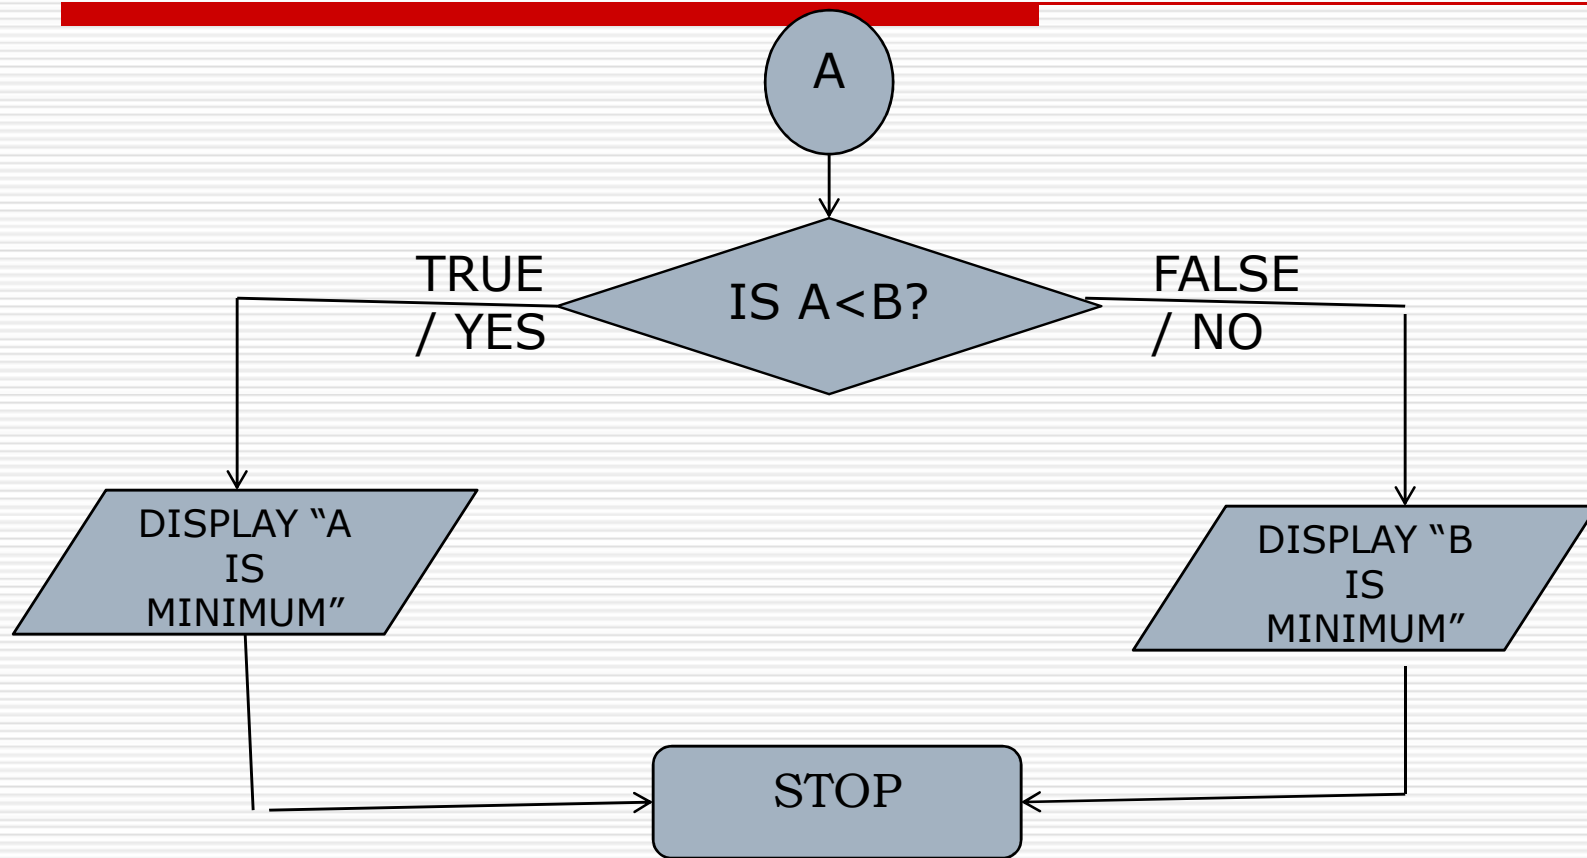 A
TRUE
/ YES
IS A<B?
FALSE
/ NO
DISPLAY “A
IS
MINIMUM”
DISPLAY “B
IS
MINIMUM”
STOP